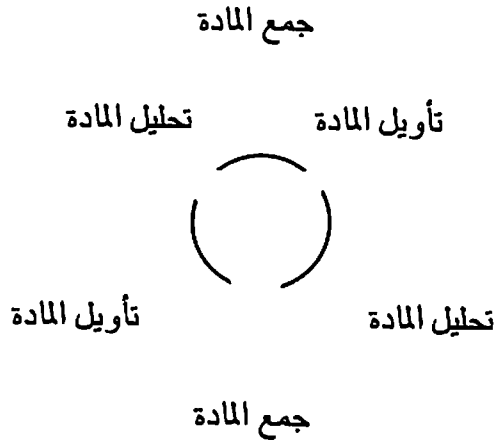 جمع المادة
تأويل المادة
تحليل المادة
تحليل المادة
تأويل المادة
جمع المادة